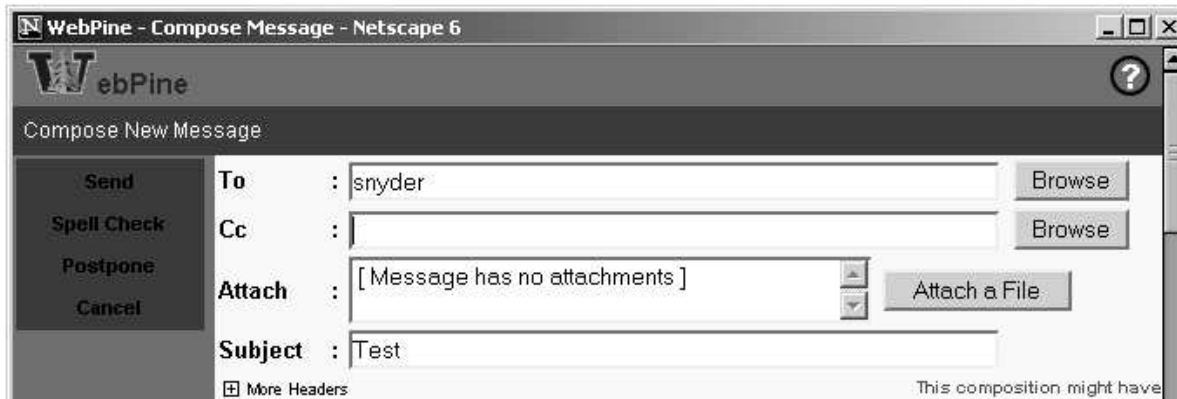 WebPine - Compose Message - Netscape 6
WebPine
?
Compose New Message
Send
Spell Check
Postpone
Cancel
To : snyder Browse
Cc : Browse
Attach : [ Message has no attachments ] Attach a File
Subject : Test
More Headers This composition might have